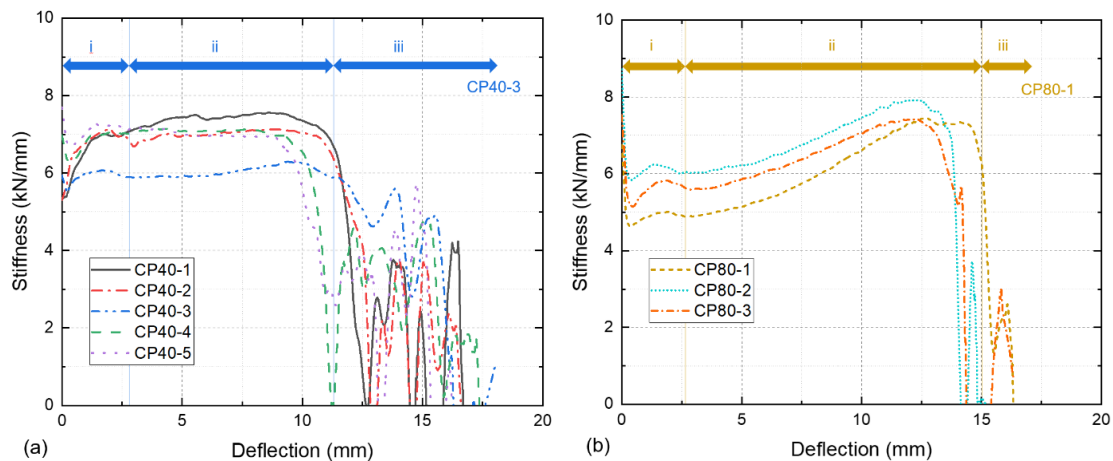 10
8
6
4
2
0
Stiffness (kN/mm)
i
ii
iii
CP40-3
CP40-1
CP40-2
CP40-3
CP40-4
CP40-5
0
5
10
15
20
Deflection (mm)
(a)
10
8
6
4
2
0
Stiffness (kN/mm)
i
ii
iii
CP80-1
CP80-1
CP80-2
CP80-3
0
5
10
15
20
Deflection (mm)
(b)